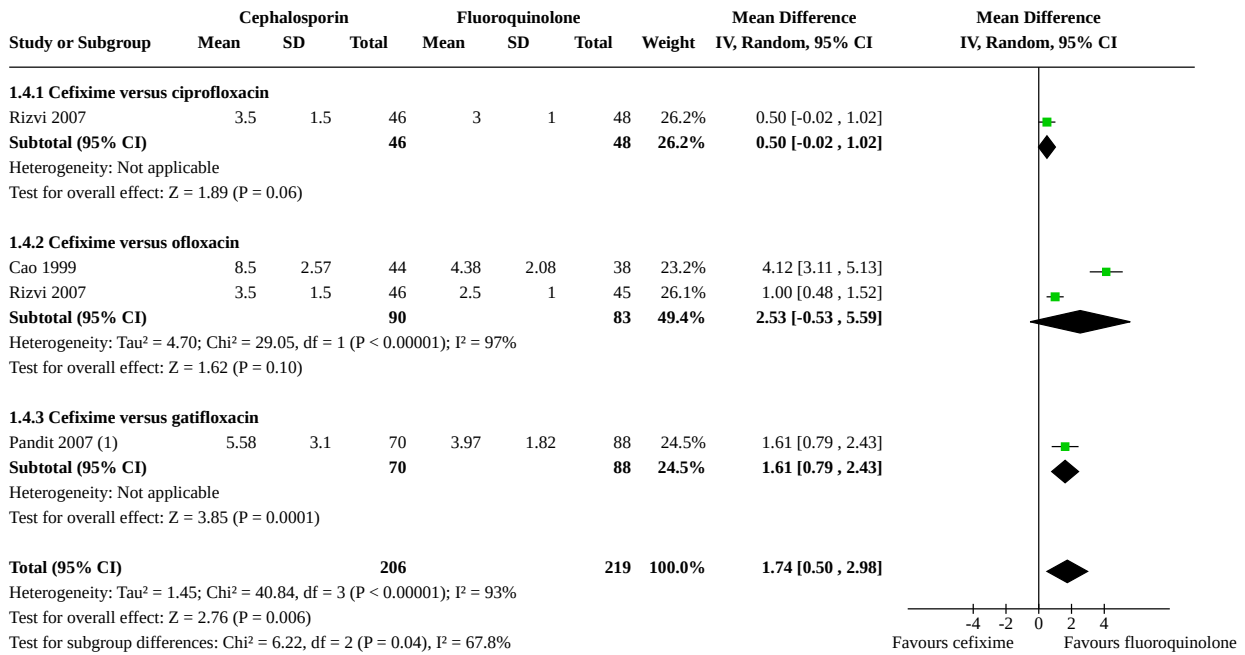 Cephalosporin Fluoroquinolone Mean Difference Mean Difference
Study or Subgroup Mean SD Total Mean SD Total Weight IV, Random, 95% CI IV, Random, 95% CI
1.4.1 Cefixime versus ciprofloxacin
Rizvi 2007 3.5 1.5 46 3 1 48 26.2% 0.50 [-0.02 , 1.02]
Subtotal (95% CI) 46 48 26.2% 0.50 [-0.02 , 1.02]
Heterogeneity: Not applicable
Test for overall effect: Z = 1.89 (P = 0.06)
1.4.2 Cefixime versus ofloxacin
Cao 1999 8.5 2.57 44 4.38 2.08 38 23.2% 4.12 [3.11 , 5.13]
Rizvi 2007 3.5 1.5 46 2.5 1 45 26.1% 1.00 [0.48 , 1.52]
Subtotal (95% CI) 90 83 49.4% 2.53 [-0.53 , 5.59]
Heterogeneity: Tau² = 4.70; Chi² = 29.05, df = 1 (P < 0.00001); I² = 97%
Test for overall effect: Z = 1.62 (P = 0.10)
1.4.3 Cefixime versus gatifloxacin
Pandit 2007 (1) 5.58 3.1 70 3.97 1.82 88 24.5% 1.61 [0.79 , 2.43]
Subtotal (95% CI) 70 88 24.5% 1.61 [0.79 , 2.43]
Heterogeneity: Not applicable
Test for overall effect: Z = 3.85 (P = 0.0001)
Total (95% CI) 206 219 100.0% 1.74 [0.50 , 2.98]
Heterogeneity: Tau² = 1.45; Chi² = 40.84, df = 3 (P < 0.00001); I² = 93%
Test for overall effect: Z = 2.76 (P = 0.006) -4 -2 0 2 4
Test for subgroup differences: Chi² = 6.22, df = 2 (P = 0.04), I² = 67.8% Favours cefixime Favours fluoroquinolone